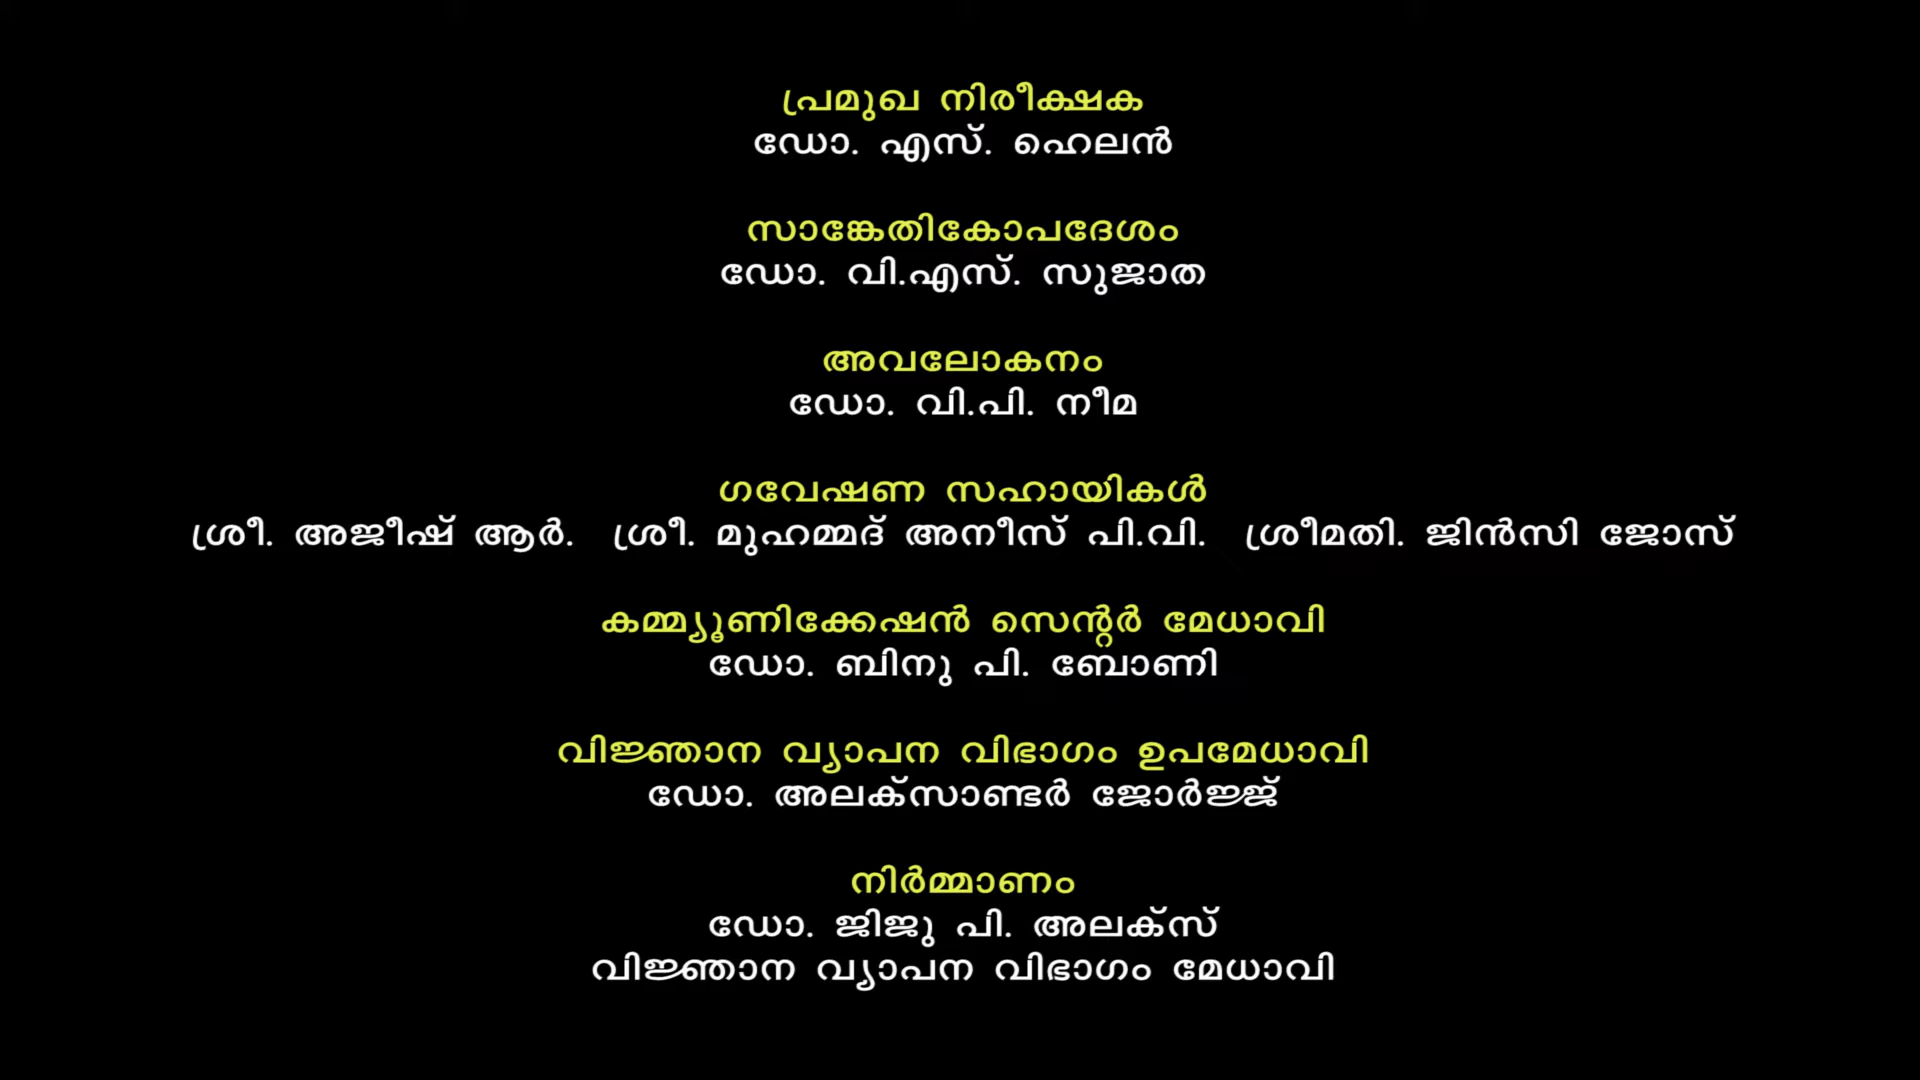 പ്രമുഖ നിരീക്ഷക
ഡോ. എസ്. ഹെലൻ
സാങ്കേതികോപദേശം
ഡോ. വി.എസ്. സുജാത
അവലോകനം
ഡോ. വി.പി. നീമ
ഗവേഷണ സഹായികൾ
ശ്രീ. അജീഷ് ആർ. ശ്രീ. മുഹമ്മദ് അനീസ് പി.വി. ശ്രീമതി. ജിൻസി ജോസ്
കമ്മ്യൂണിക്കേഷൻ സെന്റർ മേധാവി
ഡോ. ബിനു പി. ബോണി
വിജ്ഞാന വ്യാപന വിഭാഗം ഉപമേധാവി
ഡോ. അലക്സാണ്ടർ ജോർജ്ജ്
നിർമ്മാണം
ഡോ. ജിജു പി. അലക്സ്
വിജ്ഞാന വ്യാപന വിഭാഗം മേധാവി